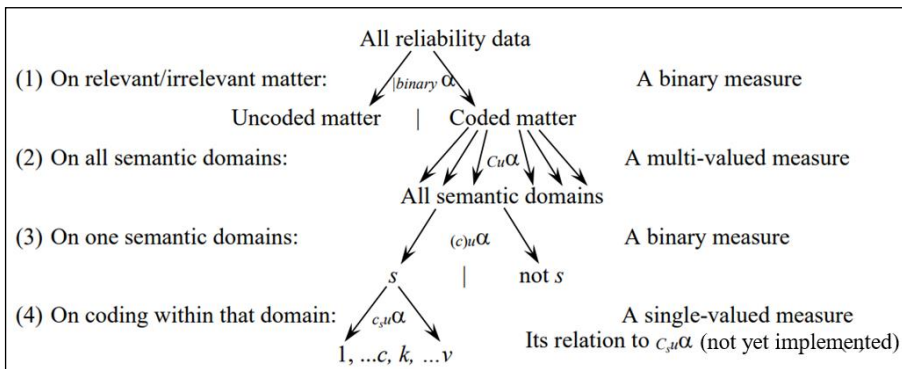 All reliability data
(1) On relevant/irrelevant matter: |binary α A binary measure
Uncoded matter | Coded matter
(2) On all semantic domains: Cuα A multi-valued measure
All semantic domains
(3) On one semantic domains: (c)uα A binary measure
s | not s
(4) On coding within that domain: csuα A single-valued measure
Its relation to Csuα (not yet implemented)
1, ...c, k, ...v